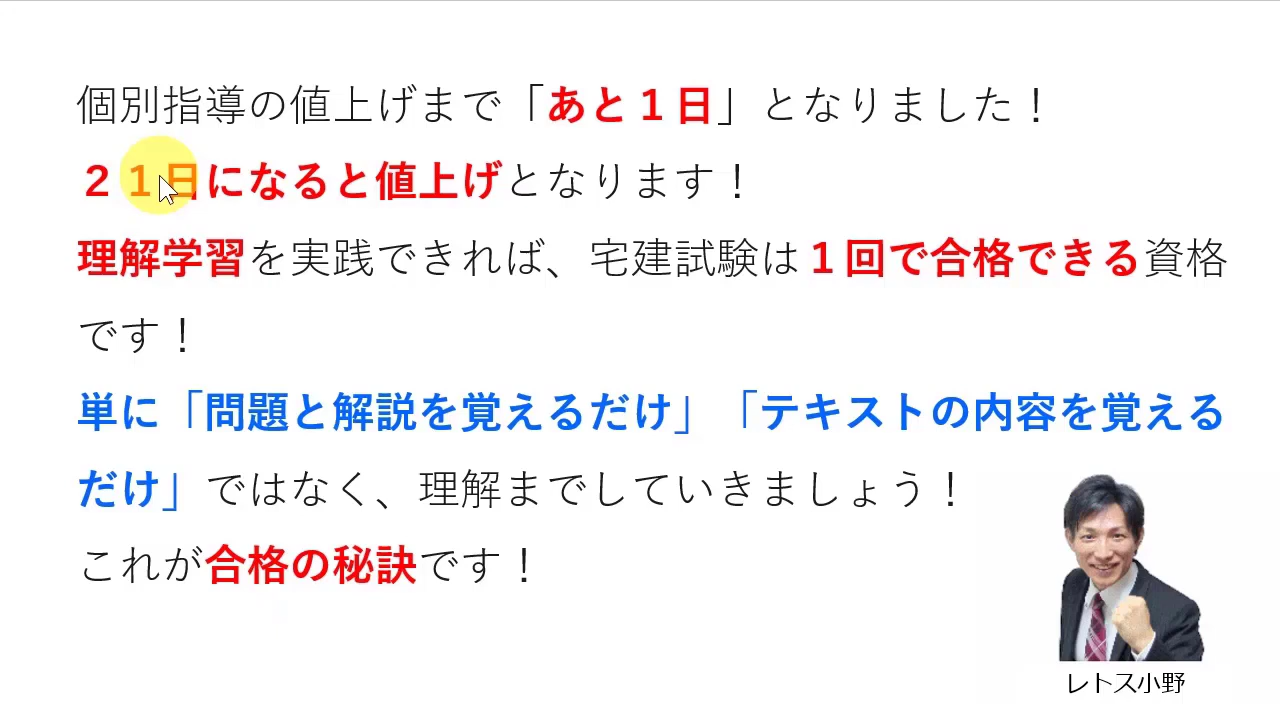 個別指導の値上げまで「あと１日」となりました！
２１日になると値上げとなります！
理解学習を実践できれば、宅建試験は１回で合格できる資格
です！
単に「問題と解説を覚えるだけ」「テキストの内容を覚える
だけ」ではなく、理解までしていきましょう！
これが合格の秘訣です！
レトス小野